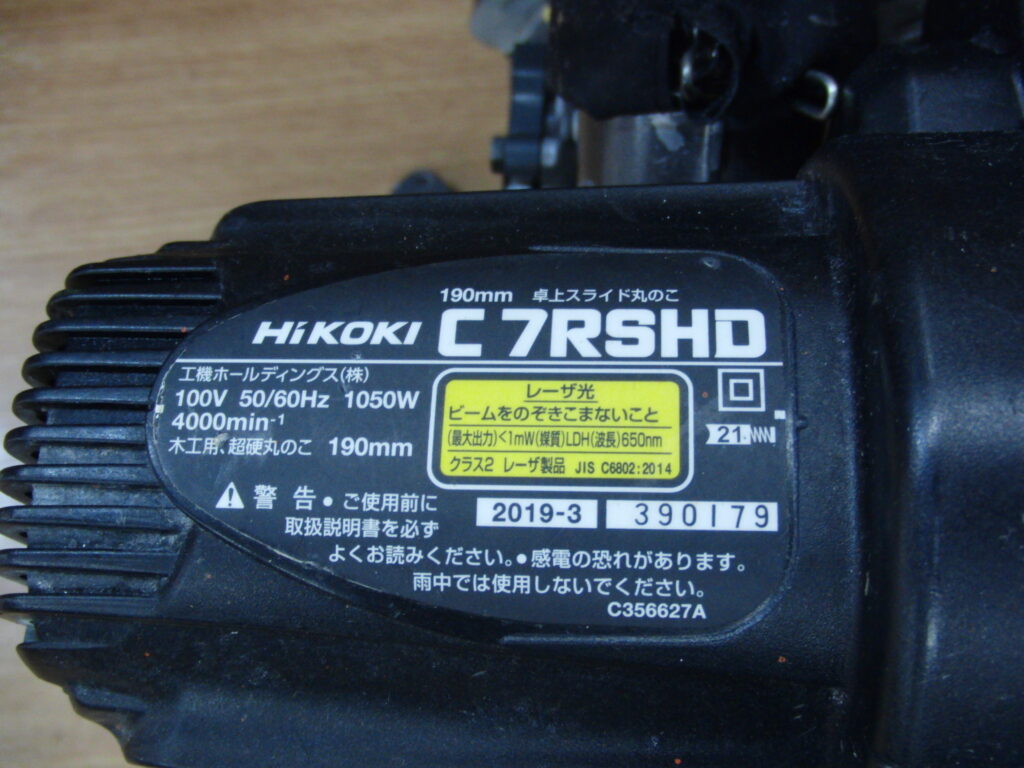 190mm 卓上スライド丸のこ
HiKOKI C 7RSHD
工機ホールディングス(株)
100V 50/60Hz 1050W
4000min⁻¹
木工用、超硬丸のこ 190mm
レーザ光
ビームをのぞきこまないこと
(最大出力)<1mW(媒質)LDH(波長)650nm
クラス2 レーザ製品 JIS C6802:2014
21
⚠ 警告 • ご使用前に
取扱説明書を必ず
よくお読みください。• 感電の恐れがあります。
雨中では使用しないでください。
2019-3 390179
C356627A